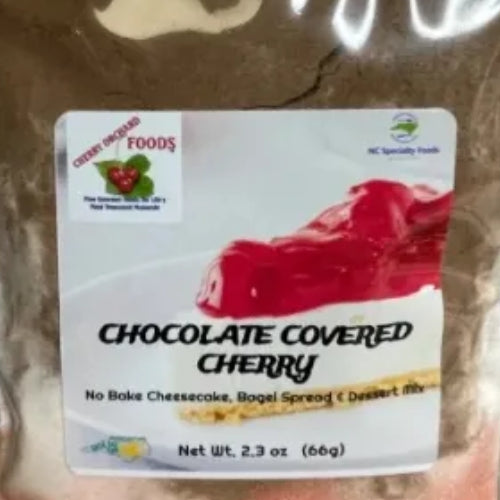 CHERRY ORCHARD
FOODS
NC Specialty Foods
CHOCOLATE COVERED
CHERRY
No Bake Cheesecake, Bagel Spread & Dessert Mix
Net Wt. 2.3 oz (66g)